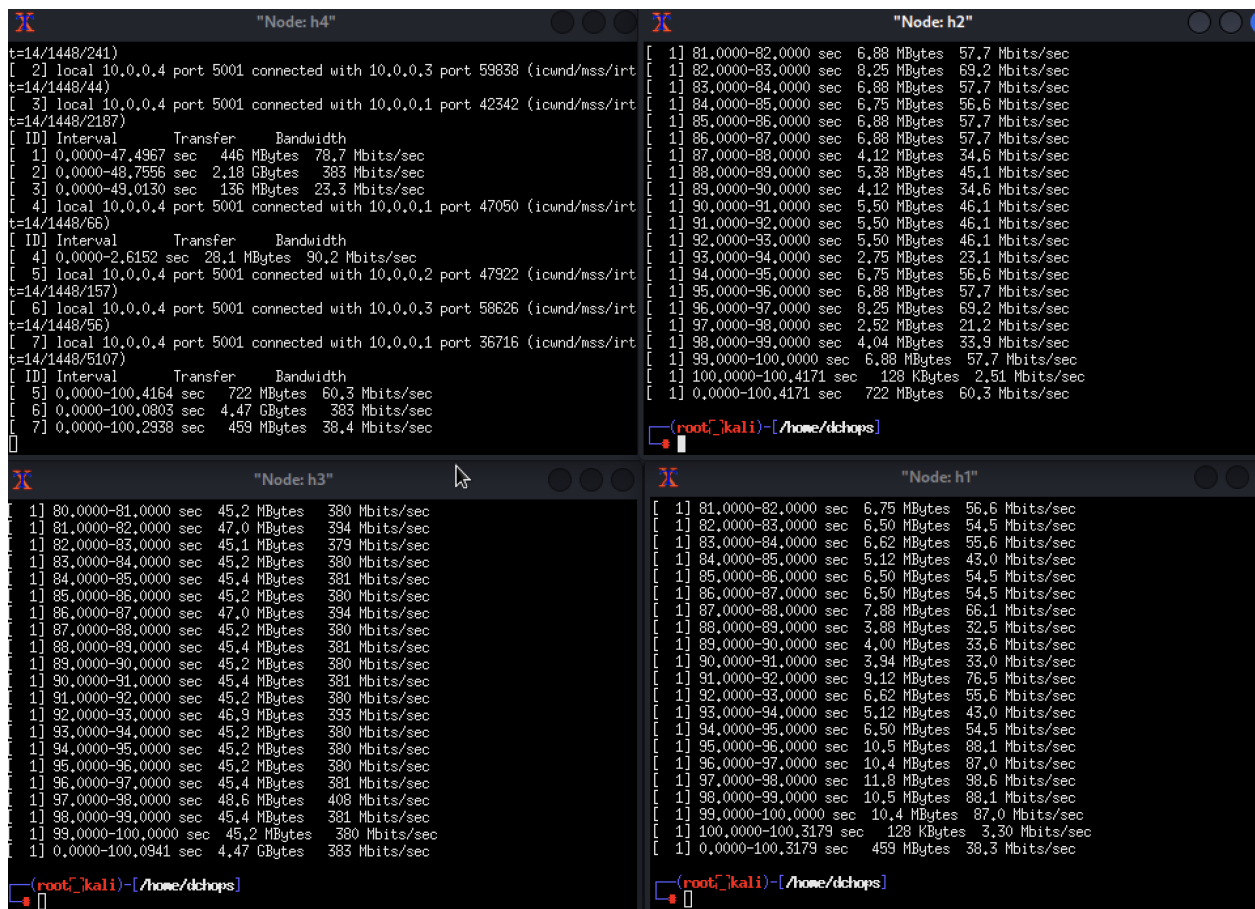 "Node: h4"
t=14/1448/241)
[  2] local 10.0.0.4 port 5001 connected with 10.0.0.3 port 59838 (icwnd/mss/irt
t=14/1448/44)
[  3] local 10.0.0.4 port 5001 connected with 10.0.0.1 port 42342 (icwnd/mss/irt
t=14/1448/2187)
[ ID] Interval       Transfer     Bandwidth
[  1] 0.0000-47.4967 sec   446 MBytes  78.7 Mbits/sec
[  2] 0.0000-48.7556 sec  2.18 GBytes   383 Mbits/sec
[  3] 0.0000-49.0130 sec   136 MBytes  23.3 Mbits/sec
[  4] local 10.0.0.4 port 5001 connected with 10.0.0.1 port 47050 (icwnd/mss/irt
t=14/1448/66)
[ ID] Interval       Transfer     Bandwidth
[  4] 0.0000-2.6152 sec  28.1 MBytes  90.2 Mbits/sec
[  5] local 10.0.0.4 port 5001 connected with 10.0.0.2 port 47922 (icwnd/mss/irt
t=14/1448/157)
[  6] local 10.0.0.4 port 5001 connected with 10.0.0.3 port 58626 (icwnd/mss/irt
t=14/1448/56)
[  7] local 10.0.0.4 port 5001 connected with 10.0.0.1 port 36716 (icwnd/mss/irt
t=14/1448/5107)
[ ID] Interval       Transfer     Bandwidth
[  5] 0.0000-100.4164 sec   722 MBytes  60.3 Mbits/sec
[  6] 0.0000-100.0803 sec  4.47 GBytes   383 Mbits/sec
[  7] 0.0000-100.2938 sec   459 MBytes  38.4 Mbits/sec
"Node: h2"
[  1] 81.0000-82.0000 sec  6.88 MBytes  57.7 Mbits/sec
[  1] 82.0000-83.0000 sec  8.25 MBytes  69.2 Mbits/sec
[  1] 83.0000-84.0000 sec  6.88 MBytes  57.7 Mbits/sec
[  1] 84.0000-85.0000 sec  6.75 MBytes  56.6 Mbits/sec
[  1] 85.0000-86.0000 sec  6.88 MBytes  57.7 Mbits/sec
[  1] 86.0000-87.0000 sec  6.88 MBytes  57.7 Mbits/sec
[  1] 87.0000-88.0000 sec  4.12 MBytes  34.6 Mbits/sec
[  1] 88.0000-89.0000 sec  5.38 MBytes  45.1 Mbits/sec
[  1] 89.0000-90.0000 sec  4.12 MBytes  34.6 Mbits/sec
[  1] 90.0000-91.0000 sec  5.50 MBytes  46.1 Mbits/sec
[  1] 91.0000-92.0000 sec  5.50 MBytes  46.1 Mbits/sec
[  1] 92.0000-93.0000 sec  5.50 MBytes  46.1 Mbits/sec
[  1] 93.0000-94.0000 sec  2.75 MBytes  23.1 Mbits/sec
[  1] 94.0000-95.0000 sec  6.75 MBytes  56.6 Mbits/sec
[  1] 95.0000-96.0000 sec  6.88 MBytes  57.7 Mbits/sec
[  1] 96.0000-97.0000 sec  8.25 MBytes  69.2 Mbits/sec
[  1] 97.0000-98.0000 sec  2.52 MBytes  21.2 Mbits/sec
[  1] 98.0000-99.0000 sec  4.04 MBytes  33.9 Mbits/sec
[  1] 99.0000-100.0000 sec  6.88 MBytes  57.7 Mbits/sec
[  1] 100.0000-100.4171 sec   128 KBytes  2.51 Mbits/sec
[  1] 0.0000-100.4171 sec   722 MBytes  60.3 Mbits/sec
(root㉿kali)-[/home/dchops]
#
"Node: h3"
[  1] 80.0000-81.0000 sec  45.2 MBytes   380 Mbits/sec
[  1] 81.0000-82.0000 sec  47.0 MBytes   394 Mbits/sec
[  1] 82.0000-83.0000 sec  45.1 MBytes   379 Mbits/sec
[  1] 83.0000-84.0000 sec  45.2 MBytes   380 Mbits/sec
[  1] 84.0000-85.0000 sec  45.4 MBytes   381 Mbits/sec
[  1] 85.0000-86.0000 sec  45.2 MBytes   380 Mbits/sec
[  1] 86.0000-87.0000 sec  47.0 MBytes   394 Mbits/sec
[  1] 87.0000-88.0000 sec  45.2 MBytes   380 Mbits/sec
[  1] 88.0000-89.0000 sec  45.4 MBytes   381 Mbits/sec
[  1] 89.0000-90.0000 sec  45.2 MBytes   380 Mbits/sec
[  1] 90.0000-91.0000 sec  45.4 MBytes   381 Mbits/sec
[  1] 91.0000-92.0000 sec  45.2 MBytes   380 Mbits/sec
[  1] 92.0000-93.0000 sec  46.9 MBytes   393 Mbits/sec
[  1] 93.0000-94.0000 sec  45.2 MBytes   380 Mbits/sec
[  1] 94.0000-95.0000 sec  45.2 MBytes   380 Mbits/sec
[  1] 95.0000-96.0000 sec  45.2 MBytes   380 Mbits/sec
[  1] 96.0000-97.0000 sec  45.4 MBytes   381 Mbits/sec
[  1] 97.0000-98.0000 sec  48.6 MBytes   408 Mbits/sec
[  1] 98.0000-99.0000 sec  45.4 MBytes   381 Mbits/sec
[  1] 99.0000-100.0000 sec  45.2 MBytes   380 Mbits/sec
[  1] 0.0000-100.0941 sec  4.47 GBytes   383 Mbits/sec
(root㉿kali)-[/home/dchops]
#
"Node: h1"
[  1] 81.0000-82.0000 sec  6.75 MBytes  56.6 Mbits/sec
[  1] 82.0000-83.0000 sec  6.50 MBytes  54.5 Mbits/sec
[  1] 83.0000-84.0000 sec  6.62 MBytes  55.6 Mbits/sec
[  1] 84.0000-85.0000 sec  5.12 MBytes  43.0 Mbits/sec
[  1] 85.0000-86.0000 sec  6.50 MBytes  54.5 Mbits/sec
[  1] 86.0000-87.0000 sec  6.50 MBytes  54.5 Mbits/sec
[  1] 87.0000-88.0000 sec  7.88 MBytes  66.1 Mbits/sec
[  1] 88.0000-89.0000 sec  3.88 MBytes  32.5 Mbits/sec
[  1] 89.0000-90.0000 sec  4.00 MBytes  33.6 Mbits/sec
[  1] 90.0000-91.0000 sec  3.94 MBytes  33.0 Mbits/sec
[  1] 91.0000-92.0000 sec  9.12 MBytes  76.5 Mbits/sec
[  1] 92.0000-93.0000 sec  6.62 MBytes  55.6 Mbits/sec
[  1] 93.0000-94.0000 sec  5.12 MBytes  43.0 Mbits/sec
[  1] 94.0000-95.0000 sec  6.50 MBytes  54.5 Mbits/sec
[  1] 95.0000-96.0000 sec  10.5 MBytes  88.1 Mbits/sec
[  1] 96.0000-97.0000 sec  10.4 MBytes  87.0 Mbits/sec
[  1] 97.0000-98.0000 sec  11.8 MBytes  98.6 Mbits/sec
[  1] 98.0000-99.0000 sec  10.5 MBytes  88.1 Mbits/sec
[  1] 99.0000-100.0000 sec  10.4 MBytes  87.0 Mbits/sec
[  1] 100.0000-100.3179 sec   128 KBytes  3.30 Mbits/sec
[  1] 0.0000-100.3179 sec   459 MBytes  38.3 Mbits/sec
(root㉿kali)-[/home/dchops]
#